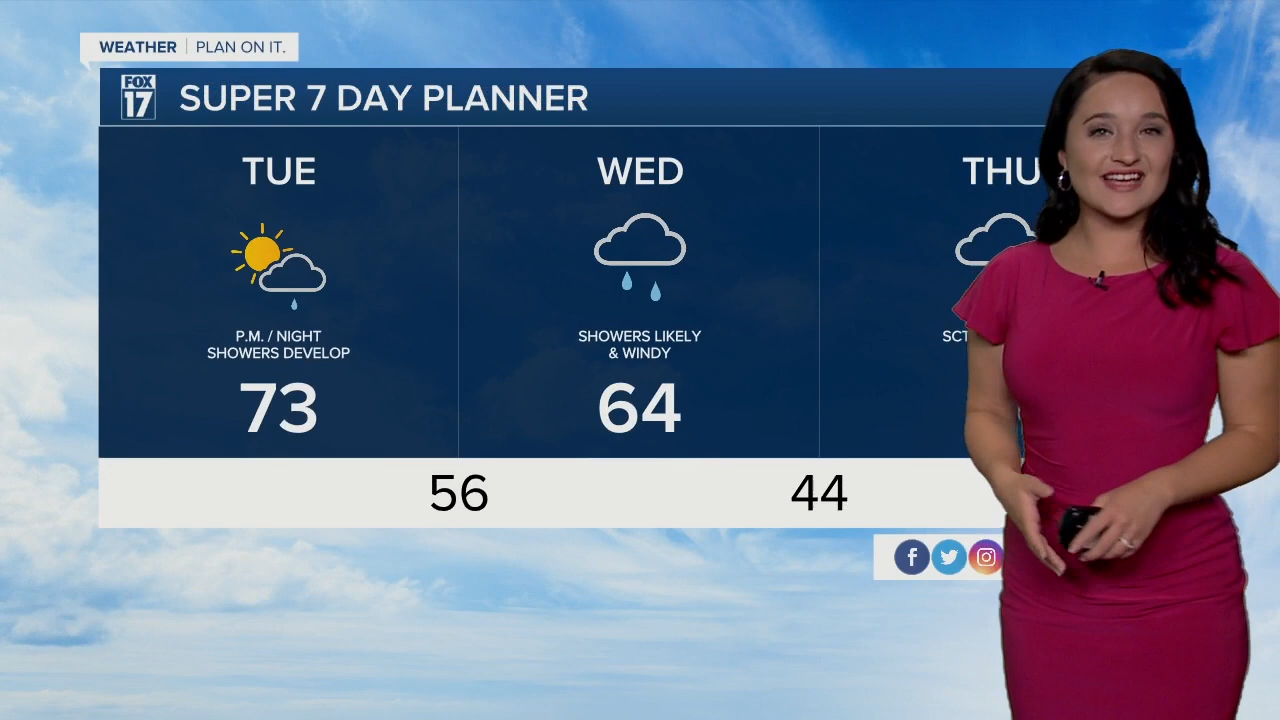 WEATHER | PLAN ON IT.
FOX
17
SUPER 7 DAY PLANNER
TUE
WED
THU
P.M. / NIGHT
SHOWERS DEVELOP
SHOWERS LIKELY
& WINDY
SCT
73
64
56
44